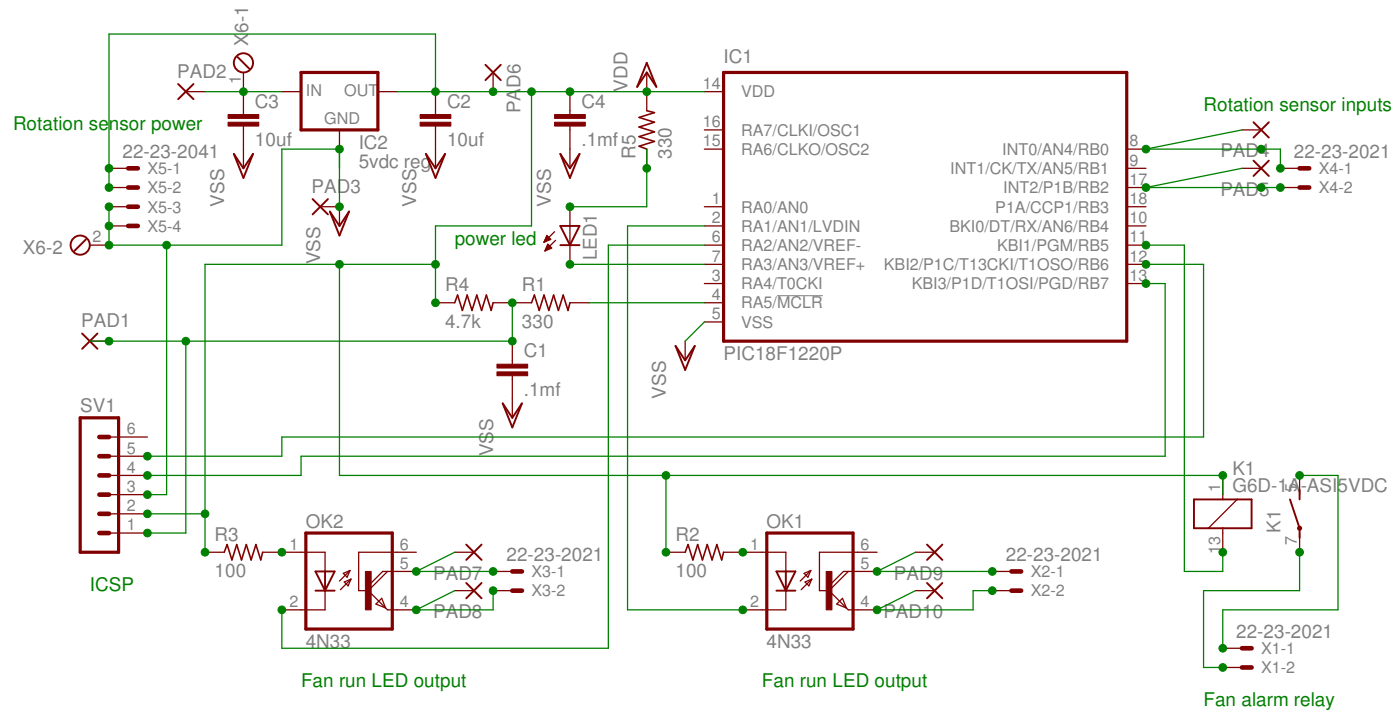 X6-1
1
PAD2
IN
OUT
GND
C3
10uf
VSS
IC2
5vdc reg
C2
10uf
VSS
PAD6
C4
.1mf
VSS
VDD
R5
330
Rotation sensor power
22-23-2041
X5-1
X5-2
X5-3
X5-4
X6-2
2
PAD3
VSS
power led
LED1
IC1
14
VDD
16
RA7/CLKI/OSC1
15
RA6/CLKO/OSC2
1
RA0/AN0
2
RA1/AN1/LVDIN
6
RA2/AN2/VREF-
7
RA3/AN3/VREF+
3
RA4/T0CKI
4
RA5/MCLR
5
VSS
8
INT0/AN4/RB0
9
INT1/CK/TX/AN5/RB1
17
INT2/P1B/RB2
18
P1A/CCP1/RB3
10
BKI0/DT/RX/AN6/RB4
11
KBI1/PGM/RB5
12
KBI2/P1C/T13CKI/T1OSO/RB6
13
KBI3/P1D/T1OSI/PGD/RB7
PIC18F1220P
VSS
Rotation sensor inputs
PAD4
22-23-2021
X4-1
PAD5
X4-2
R4
4.7k
R1
330
PAD1
C1
.1mf
VSS
SV1
6
5
4
3
2
1
ICSP
R3
100
OK2
1
2
6
5
4
4N33
PAD7
PAD8
22-23-2021
X3-1
X3-2
Fan run LED output
R2
100
OK1
1
2
6
5
4
4N33
PAD9
PAD10
22-23-2021
X2-1
X2-2
Fan run LED output
K1
G6D-1A-ASI5VDC
1
13
K1
5
7
22-23-2021
X1-1
X1-2
Fan alarm relay